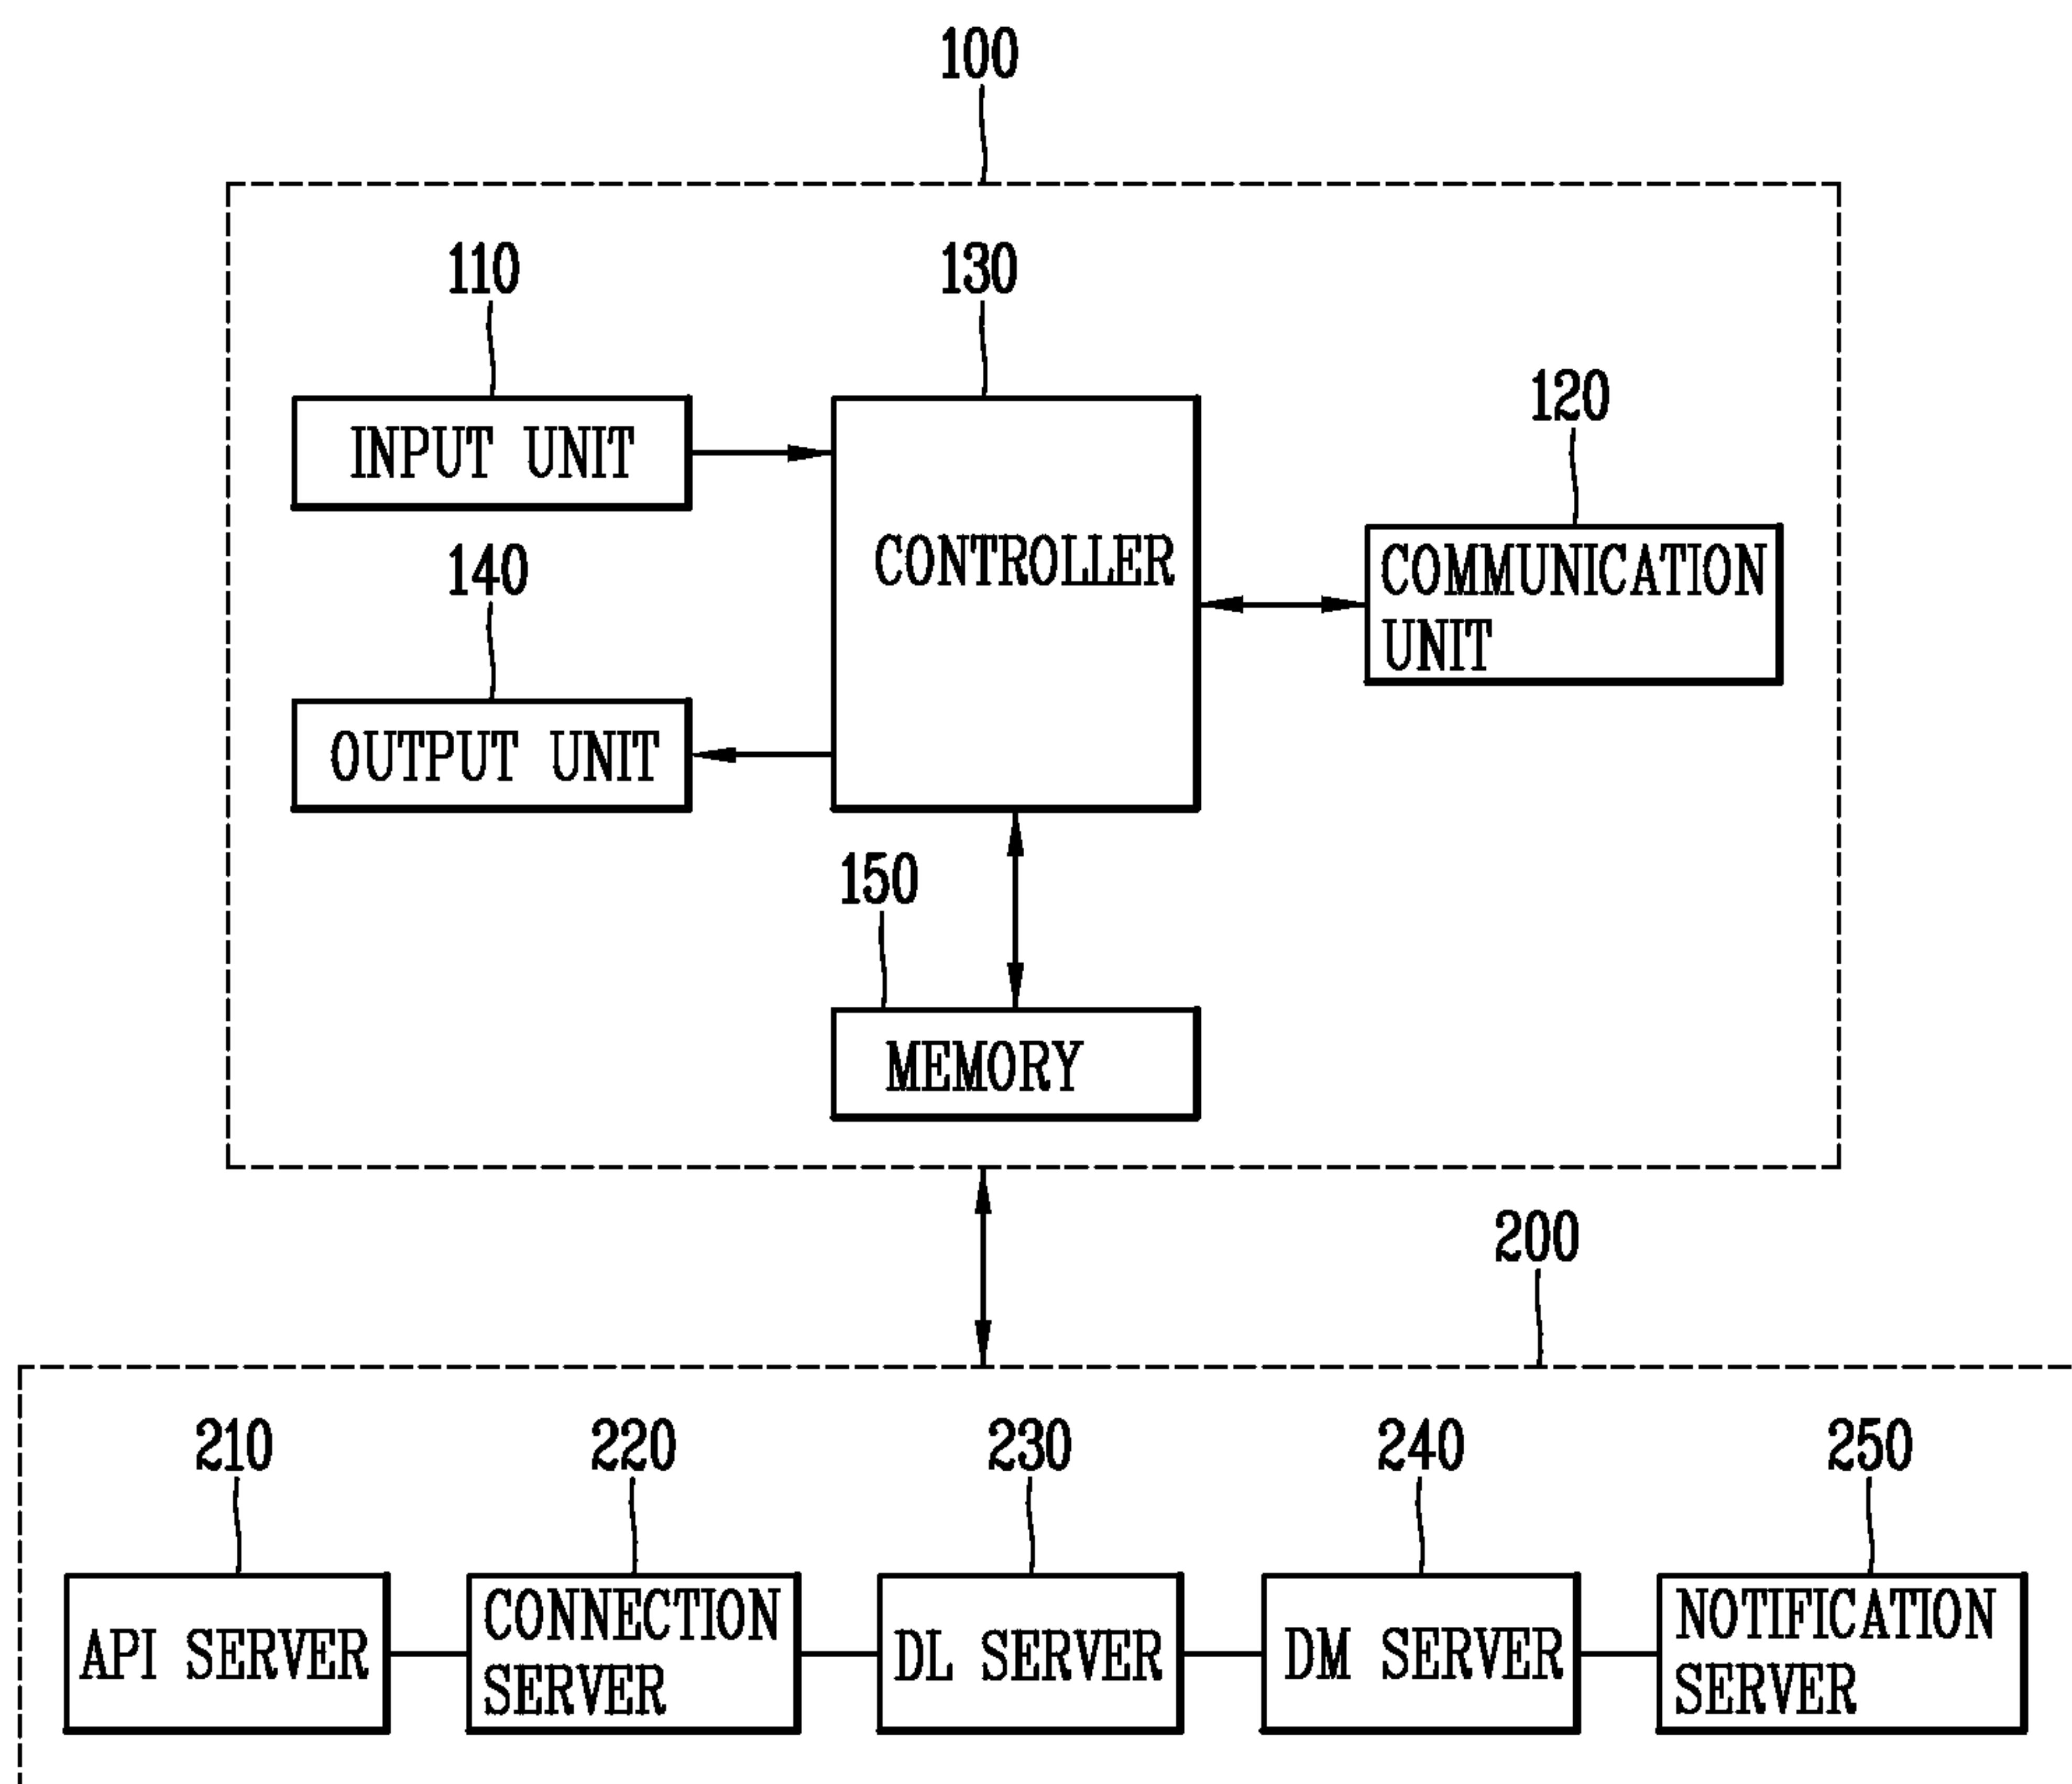 100
110
130
120
INPUT UNIT
CONTROLLER
COMMUNICATION
UNIT
140
OUTPUT UNIT
150
MEMORY
200
210
220
230
240
250
API SERVER
CONNECTION
SERVER
DL SERVER
DM SERVER
NOTIFICATION
SERVER